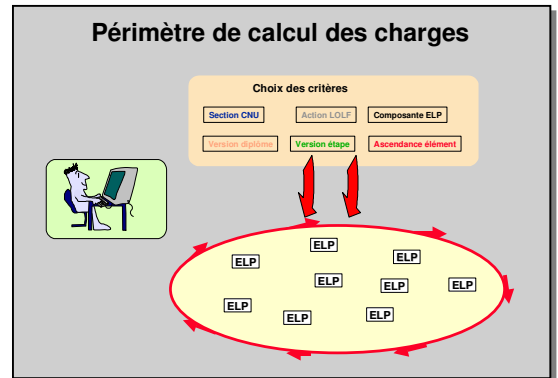 Périmètre de calcul des charges
Choix des critères
Section CNU
Action LOLF
Composante ELP
Version diplôme
Version étape
Ascendance élément
ELP
ELP
ELP
ELP
ELP
ELP
ELP
ELP
ELP